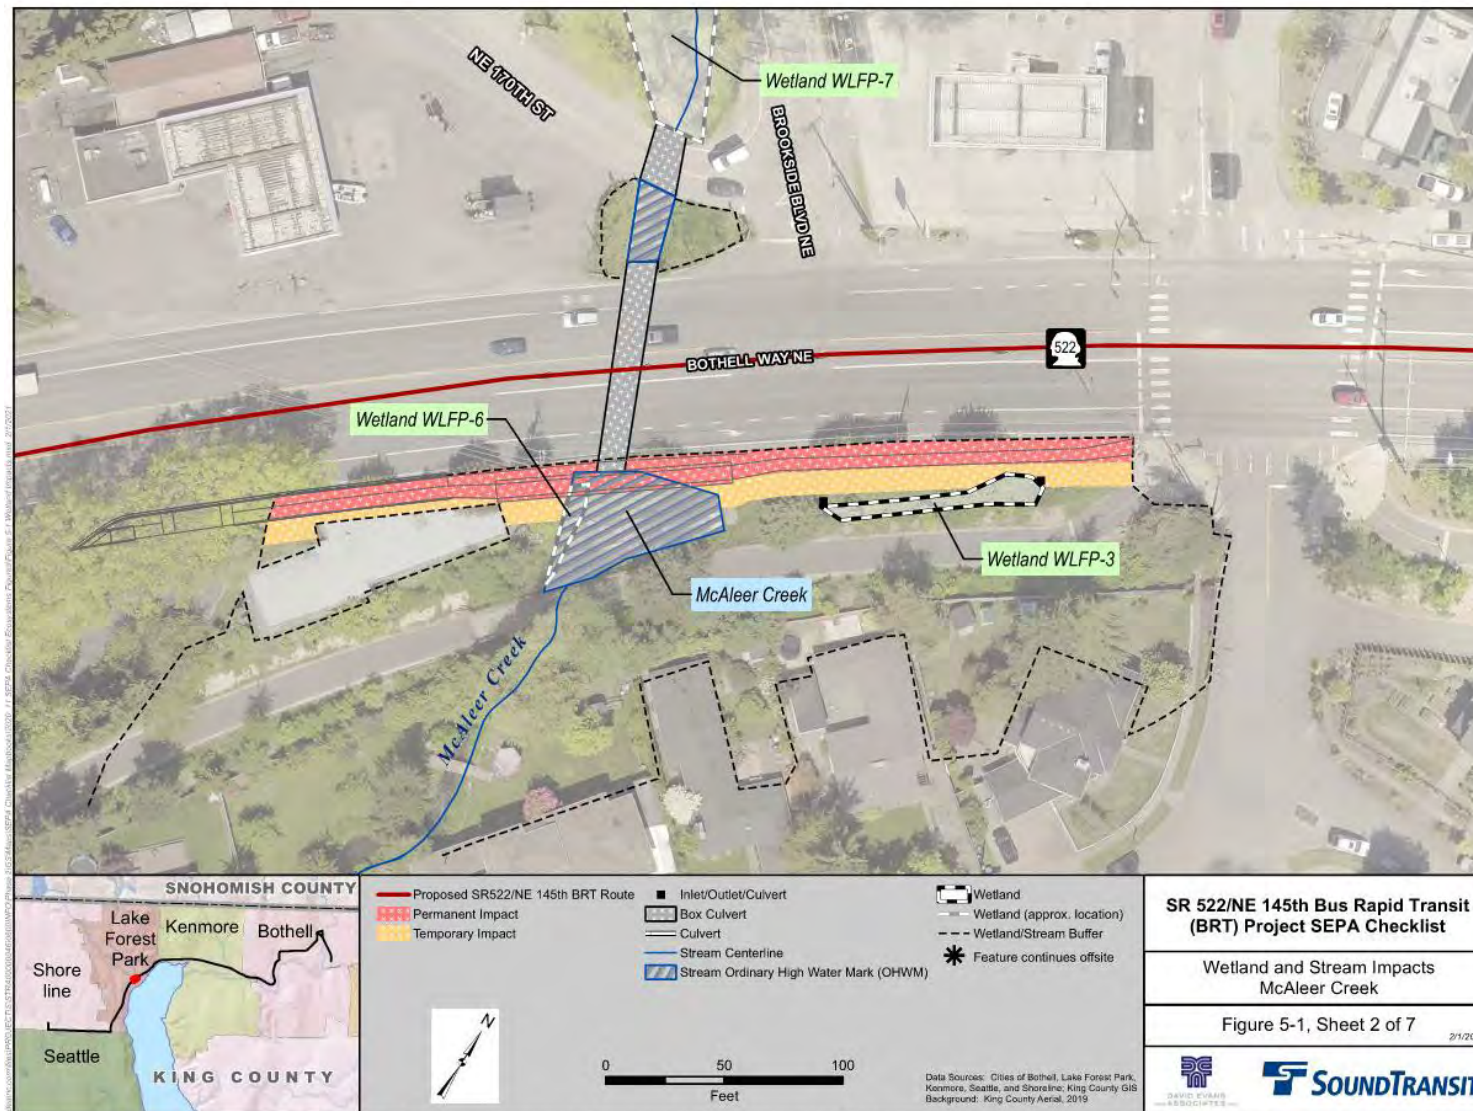 Wetland WLFP-7
NE 170TH ST
BROOKSIDE BLVD NE
522
BOTHELL WAY NE
Wetland WLFP-6
Wetland WLFP-3
McAleer Creek
McAleer Creek
SNOHOMISH COUNTY
Lake
Forest
Park
Kenmore
Bothell
Shore
line
Seattle
KING COUNTY
Proposed SR522/NE 145th BRT Route
Permanent Impact
Temporary Impact
Inlet/Outlet/Culvert
Box Culvert
Culvert
Stream Centerline
Stream Ordinary High Water Mark (OHWM)
Wetland
Wetland (approx. location)
Wetland/Stream Buffer
Feature continues offsite
N
0 50 100
Feet
Data Sources: Cities of Bothell, Lake Forest Park,
Kenmore, Seattle, and Shoreline; King County GIS
Background: King County Aerial, 2019
SR 522/NE 145th Bus Rapid Transit
(BRT) Project SEPA Checklist
Wetland and Stream Impacts
McAleer Creek
Figure 5-1, Sheet 2 of 7
DAVID EVANS
ASSOCIATES
SOUNDTRANSIT